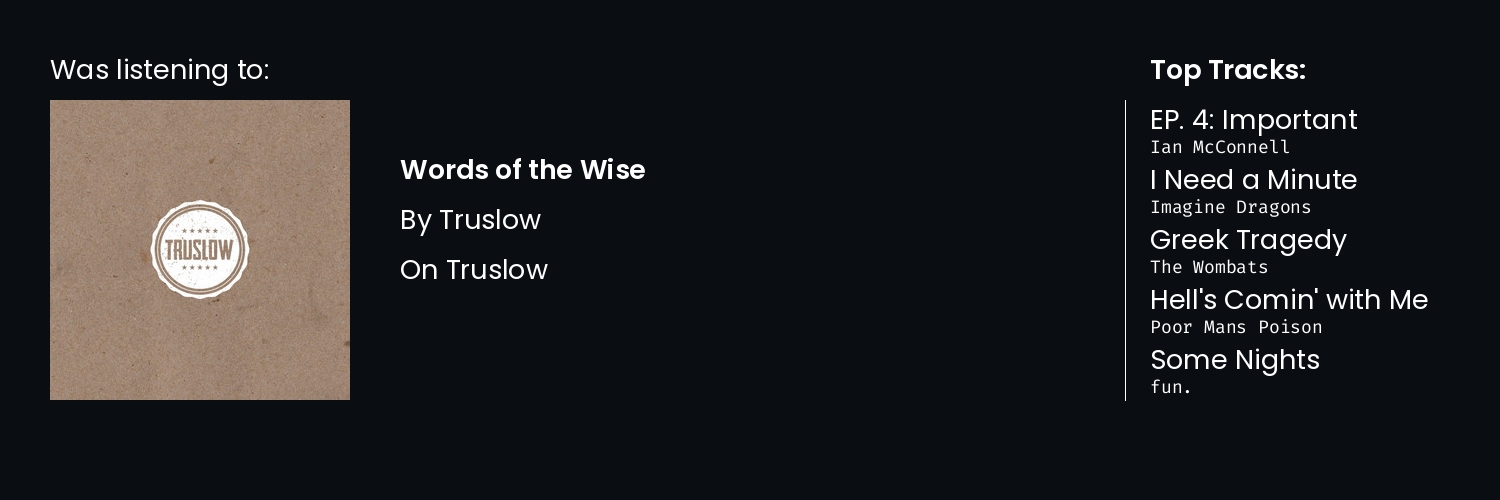 Was listening to:
TRUSLOW
Words of the Wise
By Truslow
On Truslow
Top Tracks:
EP. 4: Important
Ian McConnell
I Need a Minute
Imagine Dragons
Greek Tragedy
The Wombats
Hell's Comin' with Me
Poor Mans Poison
Some Nights
fun.